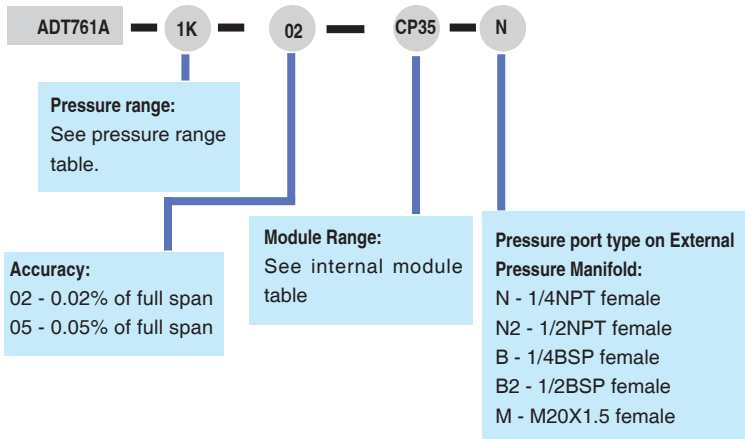 ADT761A 1K 02 CP35 N
Pressure range:
See pressure range
table.
Accuracy:
02 - 0.02% of full span
05 - 0.05% of full span
Module Range:
See internal module
table
Pressure port type on External
Pressure Manifold:
N - 1/4NPT female
N2 - 1/2NPT female
B - 1/4BSP female
B2 - 1/2BSP female
M - M20X1.5 female